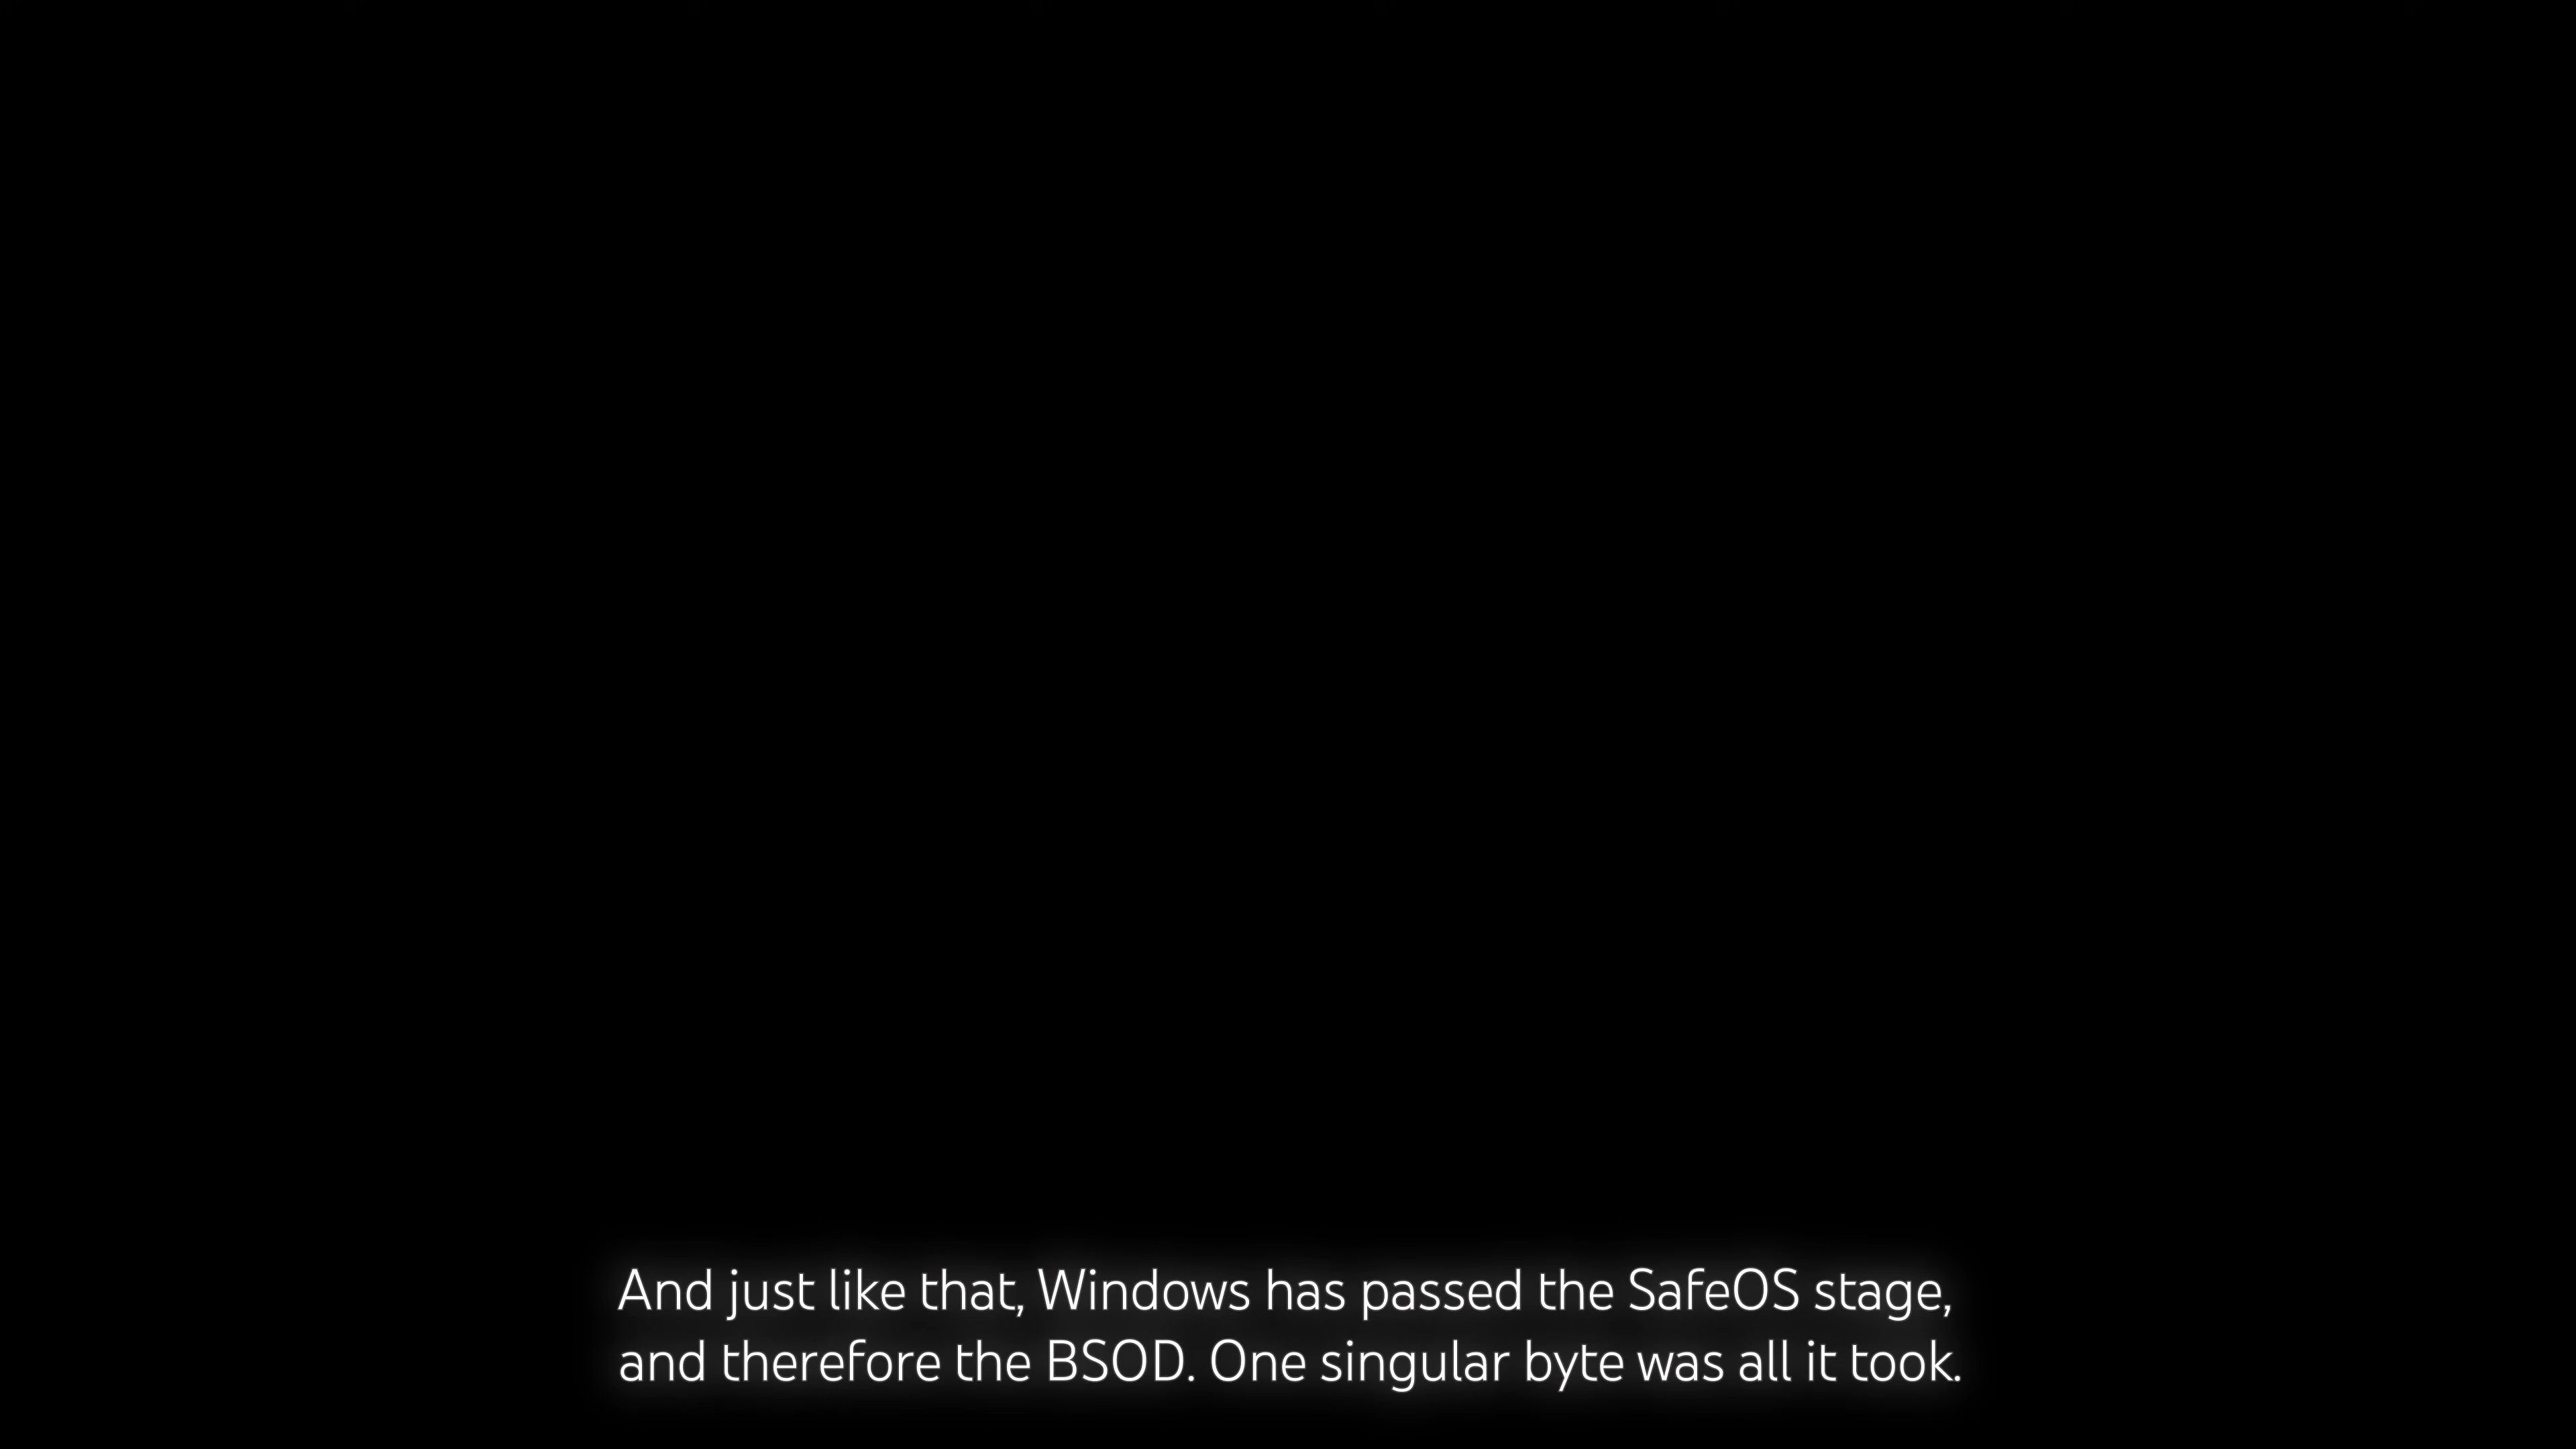 And just like that, Windows has passed the SafeOS stage,
and therefore the BSOD. One singular byte was all it took.